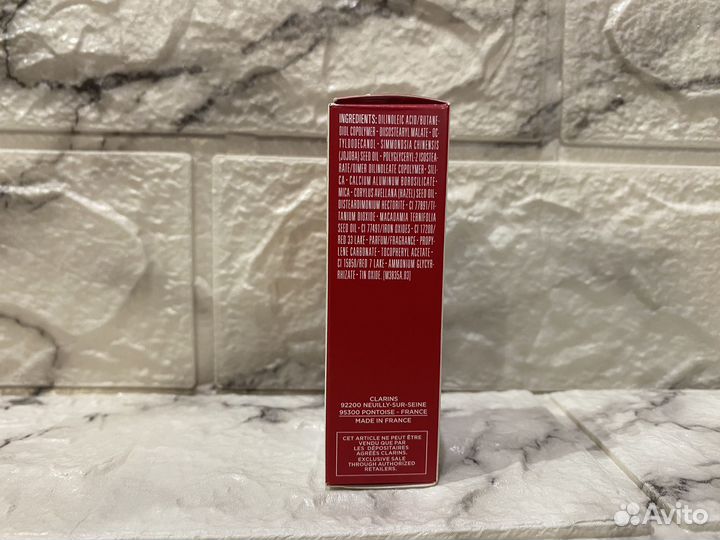 INGREDIENTS: DILINOLEIC ACID/BUTANE-
DIOL COPOLYMER - DIISOSTEARYL MALATE - OC-
TYLDODECANOL - SIMMONDSIA CHINENSIS
(JOJOBA) SEED OIL - POLYGLYCERYL-2 ISOSTEA-
RATE/DIMER DILINOLEATE COPOLYMER - SILI-
CA - CALCIUM ALUMINUM BOROSILICATE -
MICA - CORYLUS AVELLANA (HAZEL) SEED OIL -
DISTEARDIMONIUM HECTORITE - CI 77891/TI-
TANIUM DIOXIDE - MACADAMIA TERNIFOLIA
SEED OIL - CI 77491/IRON OXIDES - CI 17200/
RED 33 LAKE - PARFUM/FRAGRANCE - PROPY-
LENE CARBONATE - TOCOPHERYL ACETATE -
CI 15850/RED 7 LAKE - AMMONIUM GLYCYR-
RHIZATE - TIN OXIDE. [M3835A.03]
CLARINS
92200 NEUILLY-SUR-SEINE
95300 PONTOISE - FRANCE
MADE IN FRANCE
CET ARTICLE NE PEUT ÊTRE
VENDU QUE PAR
LES DÉPOSITAIRES
AGRÉÉS CLARINS.
EXCLUSIVE SALE
THROUGH AUTHORIZED
RETAILERS.
Avito